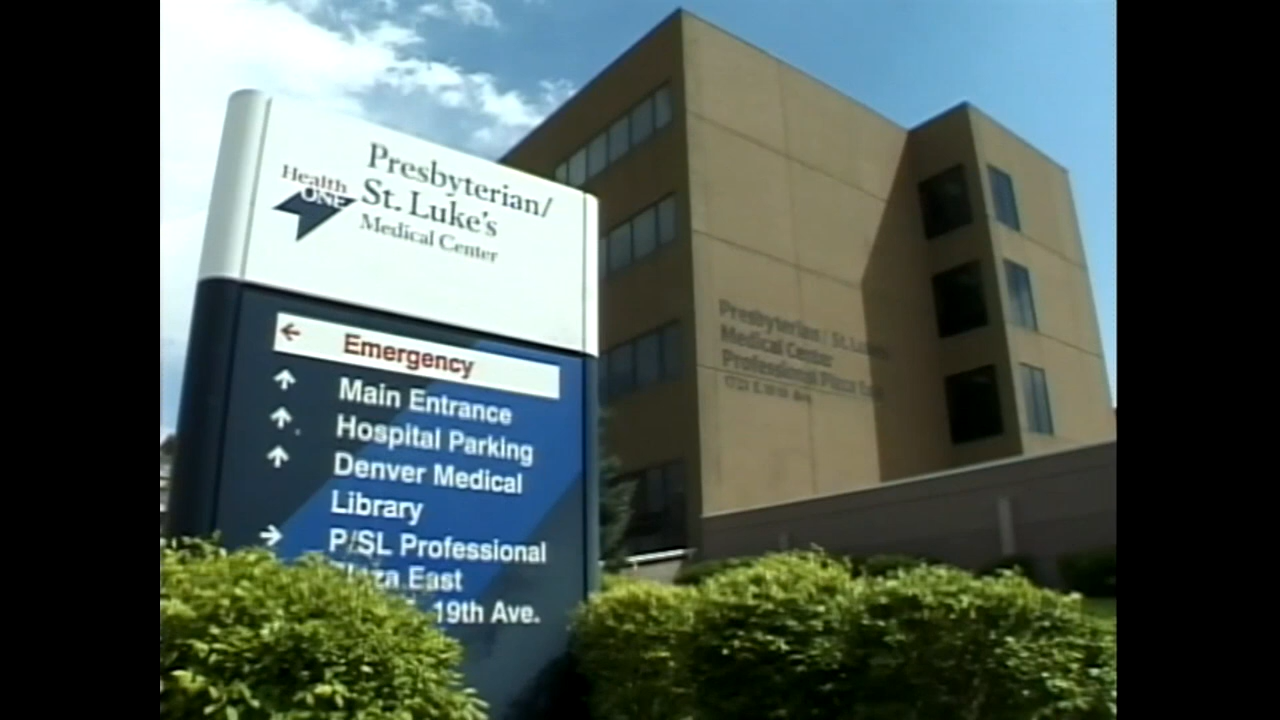 Presbyterian/
St. Luke's
Medical Center
Health
ONE
Emergency
Main Entrance
Hospital Parking
Denver Medical
Library
P/SL Professional
Plaza East
19th Ave.
Presbyterian / St. Luke's
Medical Center
Professional Plaza East